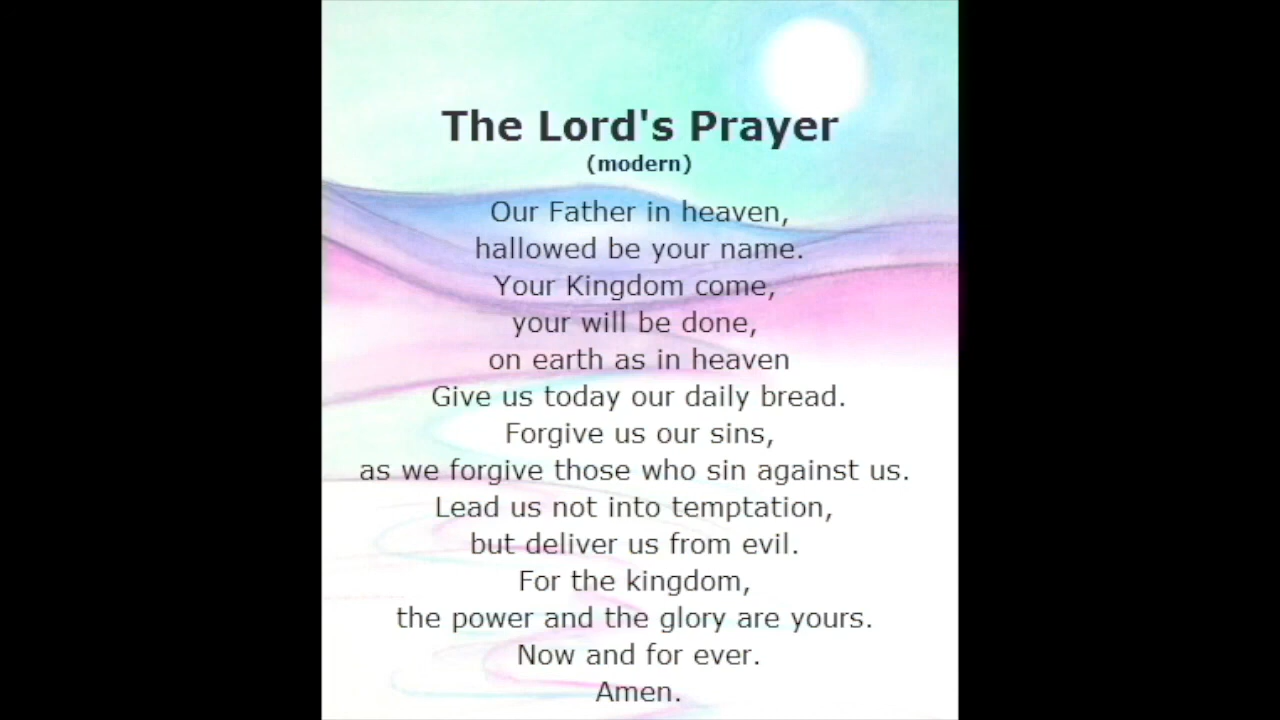 The Lord's Prayer
(modern)
Our Father in heaven,
hallowed be your name.
Your Kingdom come,
your will be done,
on earth as in heaven
Give us today our daily bread.
Forgive us our sins,
as we forgive those who sin against us.
Lead us not into temptation,
but deliver us from evil.
For the kingdom,
the power and the glory are yours.
Now and for ever.
Amen.